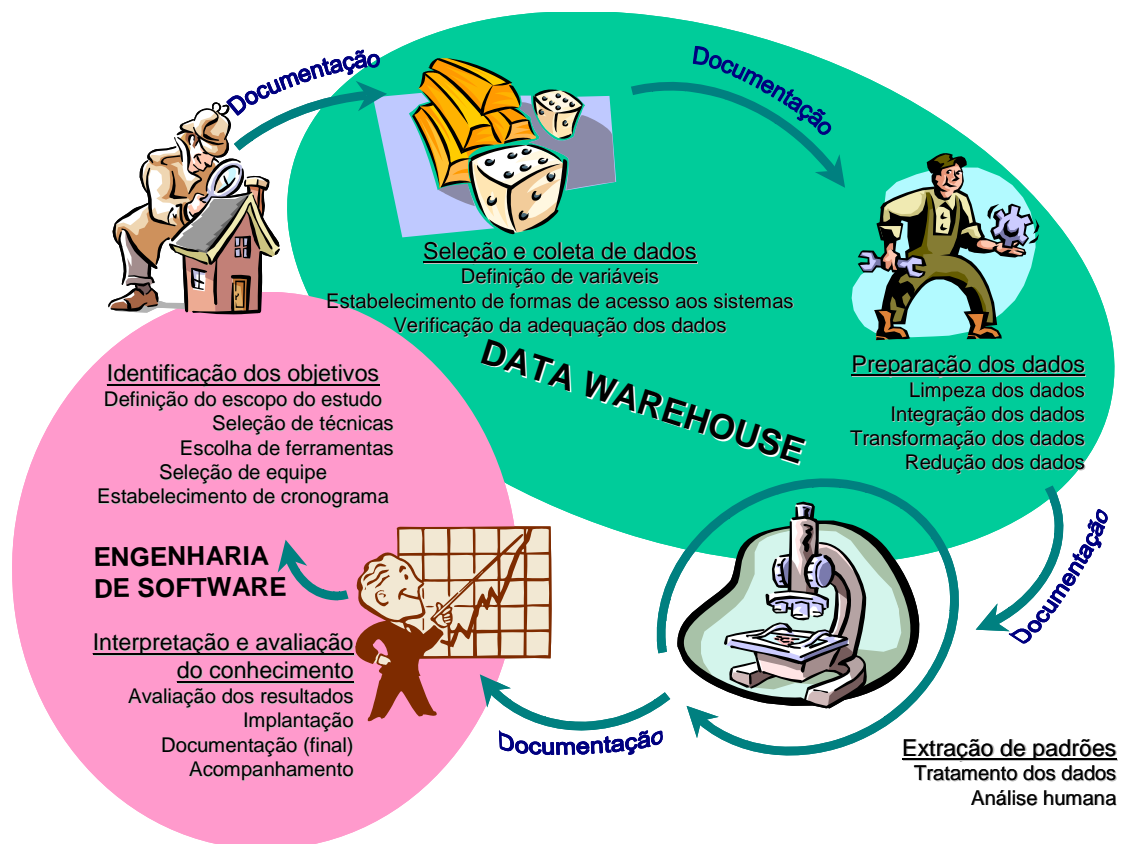 Documentação
Documentação
Seleção e coleta de dados
Definição de variáveis
Estabelecimento de formas de acesso aos sistemas
Verificação da adequação dos dados
DATA WAREHOUSE
Preparação dos dados
Limpeza dos dados
Integração dos dados
Transformação dos dados
Redução dos dados
Identificação dos objetivos
Definição do escopo do estudo
Seleção de técnicas
Escolha de ferramentas
Seleção de equipe
Estabelecimento de cronograma
Documentação
ENGENHARIA
DE SOFTWARE
Interpretação e avaliação
do conhecimento
Avaliação dos resultados
Implantação
Documentação (final)
Acompanhamento
Documentação
Extração de padrões
Tratamento dos dados
Análise humana